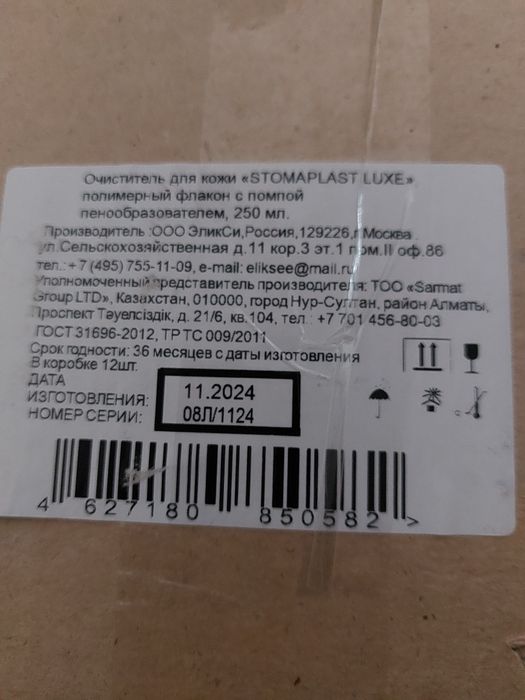 Очиститель для кожи «STOMAPLAST LUXE»
полимерный флакон с помпой
пенообразователем, 250 мл.
Производитель :ООО ЭликСи,Россия,129226,г.Москва
ул.Сельскохозяйственная д.11 кор.3 эт.1 пом.II оф.86
тел.:+7 (495) 755-11-09, e-mail: eliksee@mail.ru
Уполномоченный представитель производителя: ТОО «Sarmat
Group LTD», Казахстан, 010000, город Нур-Султан, район Алматы,
Проспект Тәуелсіздік, д. 21/6, кв.104, тел.: +7 701 456-80-03
ГОСТ 31696-2012, ТР ТС 009/2011
Срок годности: 36 месяцев с даты изготовления
В коробке 12шт.
ДАТА
ИЗГОТОВЛЕНИЯ: 11.2024
НОМЕР СЕРИИ: 08Л/1124
4 627180 850582 >